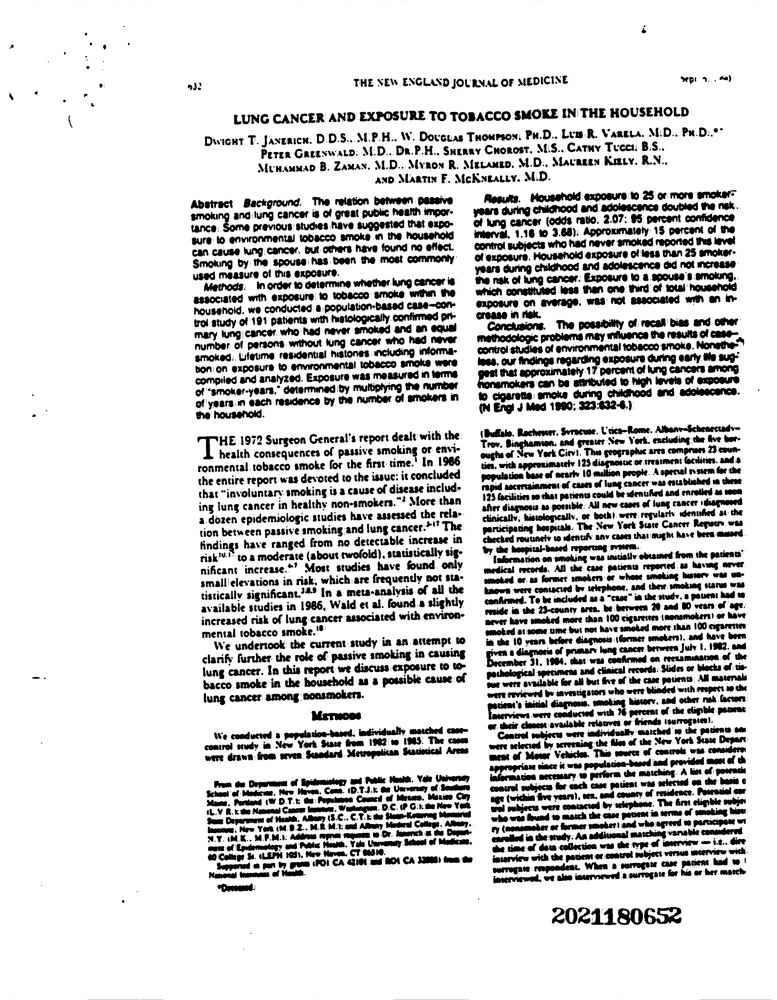 THE NEW ENGLAND JOURNAL OF MEDICINE
LUNG CANCER AND EXPOSURE TO TOBACCO SMOKE IN THE HOUSEHOLD
DWIGHT T. JANERICH, D.D.S., M.P.H., W. DOUGLAS THOMPSON, PH.D., LUIS R. VARELA, M.D., PH.D.,*
PETER GREENWALD, M.D., DR.P.H., SHERRY CHOROST, M.S., CATHY TUCCI, B.S.,
MUHAMMAD B. ZAMAN, M.D., MYRON R. MELAMED, M.D., MAUREEN KIELY, R.N.,
AND MARTIN F. MCKNEALLY, M.D.
Abstract Background. The relation between passive
smoking and lung cancer is of great public health impor-
tance. Some previous studies have suggested that expo-
sure to environmental tobacco smoke in the household
can cause lung cancer, but others have found no effect.
Smoking by the spouse has been the most commonly
used measure of this exposure.
Methods. In order to determine whether lung cancer is
associated with exposure to tobacco smoke within the
household, we conducted a population-based case–con-
trol study of 191 patients with histologically confirmed pri-
mary lung cancer who had never smoked and an equal
number of persons without lung cancer who had never
smoked. Lifetime residential histories including informa-
tion on exposure to environmental tobacco smoke were
compiled and analyzed. Exposure was measured in terms
of "smoker-years," determined by multiplying the number
of years in each residence by the number of smokers in
the household.
Results. Household exposure to 25 or more smoker-
years during childhood and adolescence doubled the risk
of lung cancer (odds ratio, 2.07; 95 percent confidence
interval, 1.16 to 3.68). Approximately 15 percent of the
control subjects who had never smoked reported this level
of exposure. Household exposure of less than 25 smoker-
years during childhood and adolescence did not increase
the risk of lung cancer. Exposure to a spouse's smoking,
which constituted less than one third of total household
exposure on average, was not associated with an in-
crease in risk.
Conclusions. The possibility of recall bias and other
methodologic problems may influence the results of case–
control studies of environmental tobacco smoke. Nonethe-
less, our findings regarding exposure during early life sug-
gest that approximately 17 percent of lung cancers among
nonsmokers can be attributed to high levels of exposure
to cigarette smoke during childhood and adolescence.
(N Engl J Med 1990; 323:632-6.)
THE 1972 Surgeon General's report dealt with the
health consequences of passive smoking or envi-
ronmental tobacco smoke for the first time.1 In 1986
the entire report was devoted to the issue; it concluded
that "involuntary smoking is a cause of disease includ-
ing lung cancer in healthy non-smokers."2 More than
a dozen epidemiologic studies have assessed the rela-
tion between passive smoking and lung cancer.3-17 The
findings have ranged from no detectable increase in
risk to a moderate (about twofold), statistically sig-
nificant increase. Most studies have found only
small elevations in risk, which are frequently not sta-
tistically significant. In a meta-analysis of all the
available studies in 1986, Wald et al. found a slightly
increased risk of lung cancer associated with environ-
mental tobacco smoke.18
We undertook the current study in an attempt to
clarify further the role of passive smoking in causing
lung cancer. In this report we discuss exposure to to-
bacco smoke in the household as a possible cause of
lung cancer among nonsmokers.
METHODS
We conducted a population-based, individually matched case–
control study in New York State from 1982 to 1985. The cases
were drawn from seven Standard Metropolitan Statistical Areas
From the Department of Epidemiology and Public Health, Yale University
School of Medicine, New Haven, Conn. (D.T.J.); the University of Southern
Maine, Portland (W.D.T.); the Population Council of Mexico, Mexico City
(L.V.R.); the National Cancer Institute, Washington, D.C. (P.G.); the New York
State Department of Health, Albany (S.C., C.T.); the Sloan-Kettering Memorial
Institute, New York (M.B.Z., M.R.M.); and Albany Medical College, Albany,
N.Y. (M.K., M.F.M.). Address reprint requests to Dr. Janerich at the Depart-
ment of Epidemiology and Public Health, Yale University School of Medicine,
60 College St. (LEPH 105), New Haven, CT 06510.
Supported in part by grants (PO1 CA 42101 and RO1 CA 32088) from the
National Institutes of Health.
*Deceased.
(Buffalo, Rochester, Syracuse, Utica–Rome, Albany–Schenectady–
Troy, Binghamton, and greater New York, excluding the five bor-
oughs of New York City). This geographic area comprises 23 coun-
ties, with approximately 125 diagnostic or treatment facilities, and a
population base of nearly 10 million people. A special system for the
rapid ascertainment of cases of lung cancer was established in these
125 facilities so that patients could be identified and enrolled as soon
after diagnosis as possible. All new cases of lung cancer (diagnosed
clinically, histologically, or both) were regularly identified at the
participating hospitals. The New York State Cancer Registry was
checked routinely to identify any cases that might have been missed
by the hospital-based reporting system.
Information on smoking was initially obtained from the patients'
medical records. All the case patients reported as having never
smoked or as former smokers or whose smoking history was un-
known were contacted by telephone, and their smoking status was
confirmed. To be included as a "case" in the study, a patient had to
reside in the 23-county area, be between 20 and 80 years of age,
never have smoked more than 100 cigarettes (nonsmokers) or have
smoked at some time but not have smoked more than 100 cigarettes
in the 10 years before diagnosis (former smokers), and have been
given a diagnosis of primary lung cancer between July 1, 1982, and
December 31, 1984, that was confirmed on reexamination of the
pathological specimens and clinical records. Slides or blocks of tis-
sue were available for all but five of the case patients. All materials
were reviewed by investigators who were blinded with respect to the
patient's initial diagnosis, smoking history, and other risk factors.
Interviews were conducted with 76 percent of the eligible patients
or their closest available relatives or friends (surrogates).
Control subjects were individually matched to the patients and
were selected by screening the files of the New York State Depart
ment of Motor Vehicles. This source of controls was considere
appropriate since it was population-based and provided most of th
information necessary to perform the matching. A list of potentia
control subjects for each case patient was selected on the basis o
age (within five years), sex, and county of residence. Potential con
trol subjects were contacted by telephone. The first eligible subje
who was found to match the case patient in terms of smoking histo
ry (nonsmoker or former smoker) and who agreed to participate w
enrolled in the study. An additional matching variable considered
the time of data collection was the type of interview — i.e., dire
interview with the patient or control subject versus interview with
surrogate respondent. When a surrogate case patient had to
interviewed, we also interviewed a surrogate for his or her match
2021180652